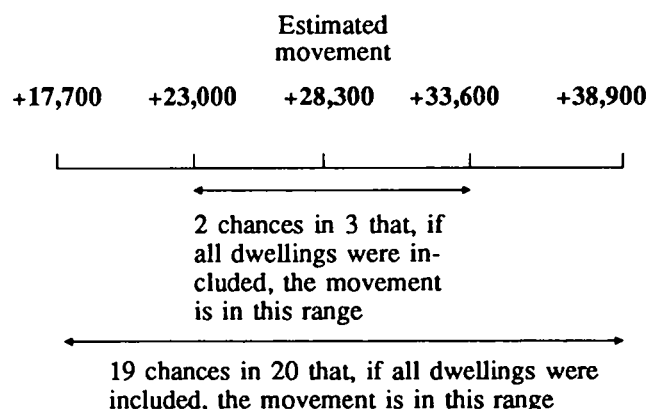 Estimated
movement
+17,700 +23,000 +28,300 +33,600 +38,900
2 chances in 3 that, if
all dwellings were in-
cluded, the movement
is in this range
19 chances in 20 that, if all dwellings were
included, the movement is in this range